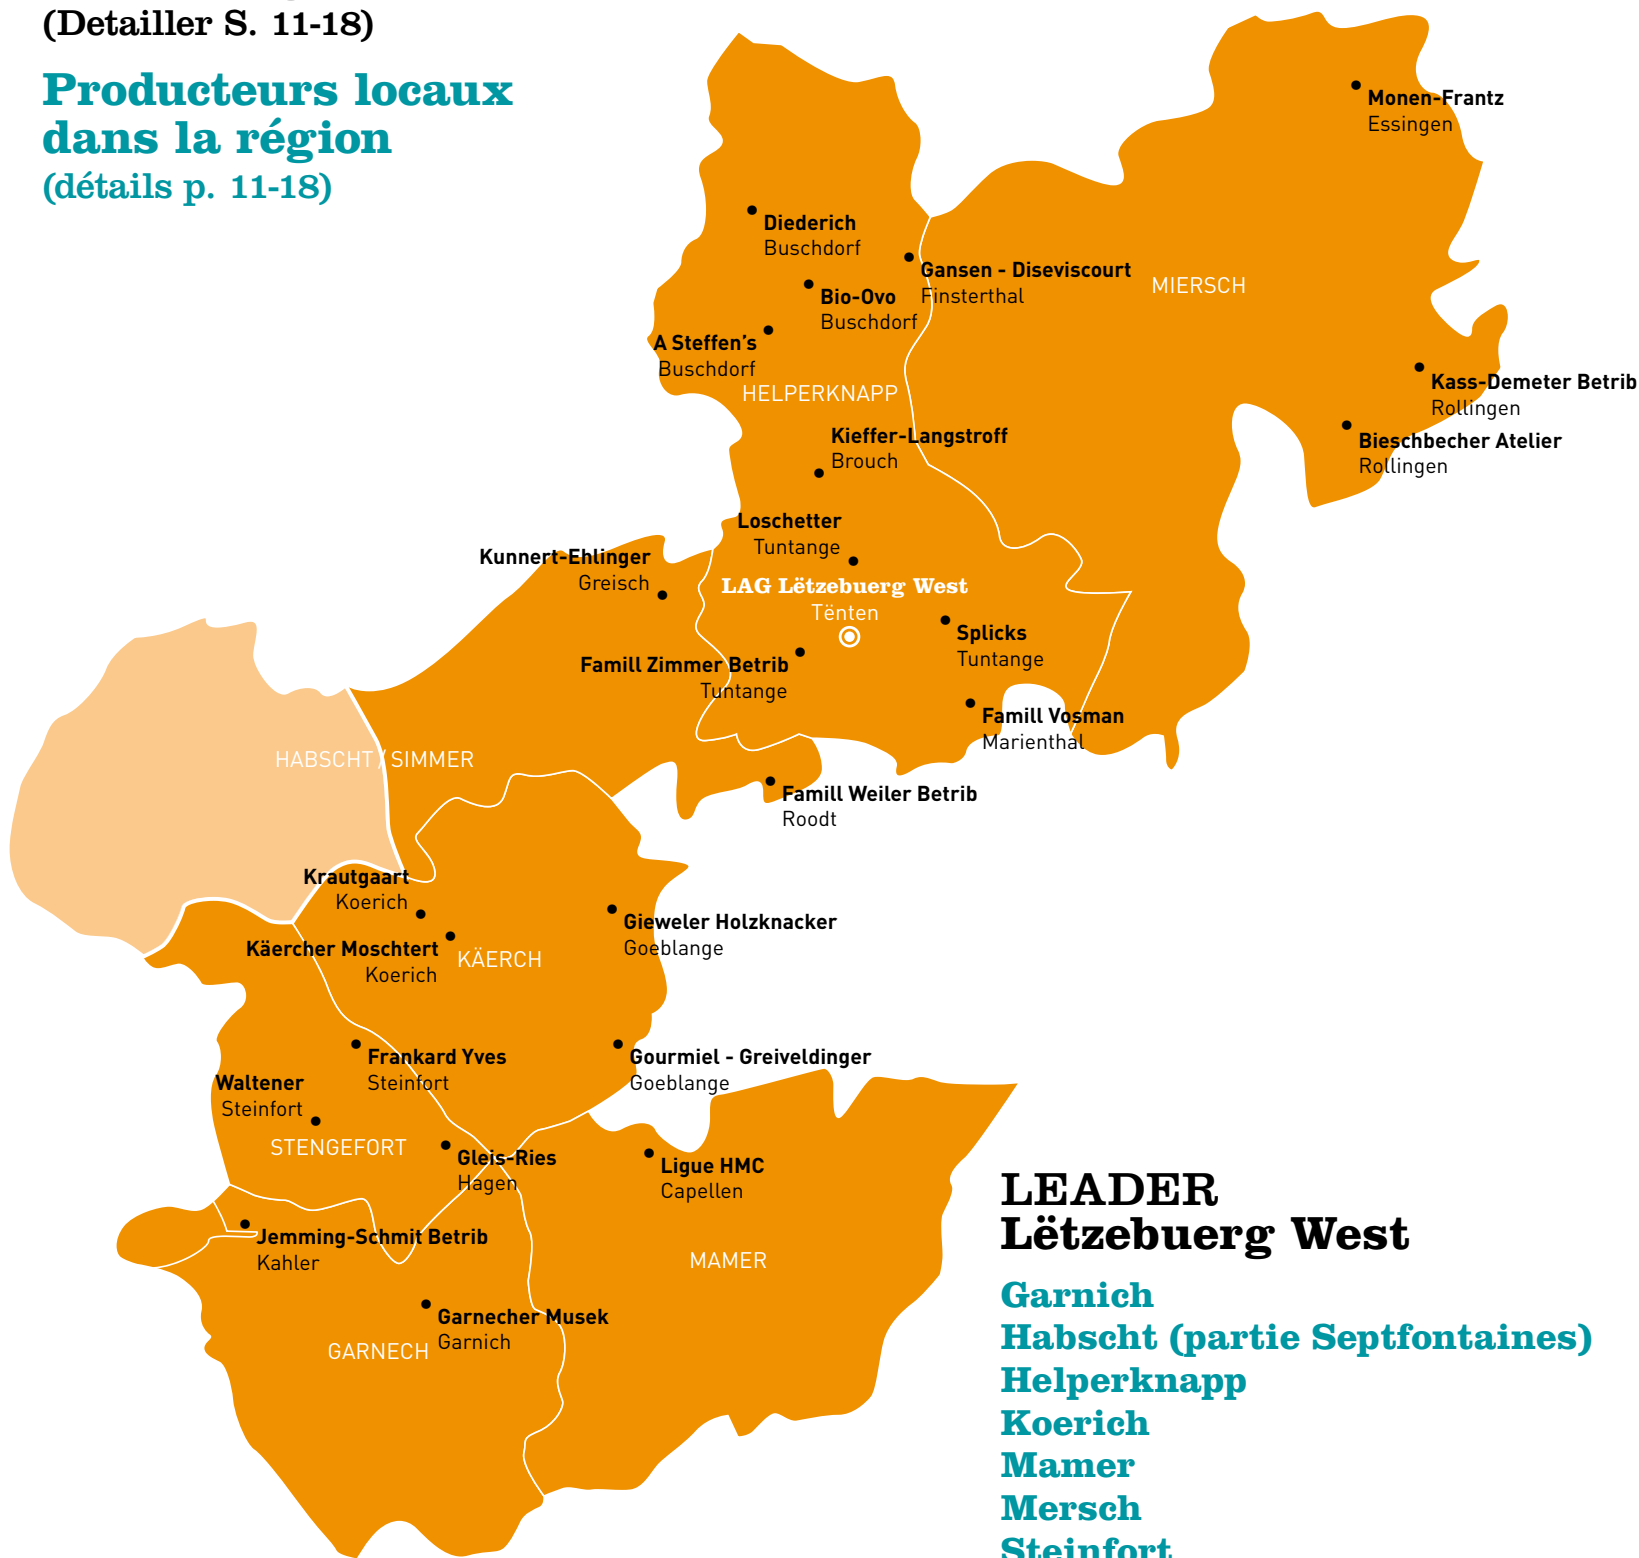 (Detailler S. 11-18)
Producteurs locaux
dans la région
(détails p. 11-18)
Monen-Frantz
Essingen
Diederich
Buschdorf
Gansen - Diseviscourt
Finsterthal
MIERSCH
Bio-Ovo
Buschdorf
A Steffen's
Buschdorf
HELPERKNAPP
Kass-Demeter Betrib
Rollingen
Kieffer-Langstroff
Brouch
Bieschbecher Atelier
Rollingen
Loschetter
Tuntange
Kunnert-Ehlinger
Greisch
LAG Lëtzebuerg West
Tënten
Splicks
Tuntange
Famill Zimmer Betrib
Tuntange
Famill Vosman
Marienthal
HABSCHT / SIMMER
Famill Weiler Betrib
Roodt
Krautgaart
Koerich
Gieweler Holzknacker
Goeblange
Käercher Moschtert
Koerich
KÄERCH
Frankard Yves
Steinfort
Gourmiel - Greiveldinger
Goeblange
Waltener
Steinfort
STENGEFORT
Gleis-Ries
Hagen
Ligue HMC
Capellen
Jemming-Schmit Betrib
Kahler
MAMER
Garnecher Musek
Garnich
GARNECH
LEADER
Lëtzebuerg West
Garnich
Habscht (partie Septfontaines)
Helperknapp
Koerich
Mamer
Mersch
Steinfort